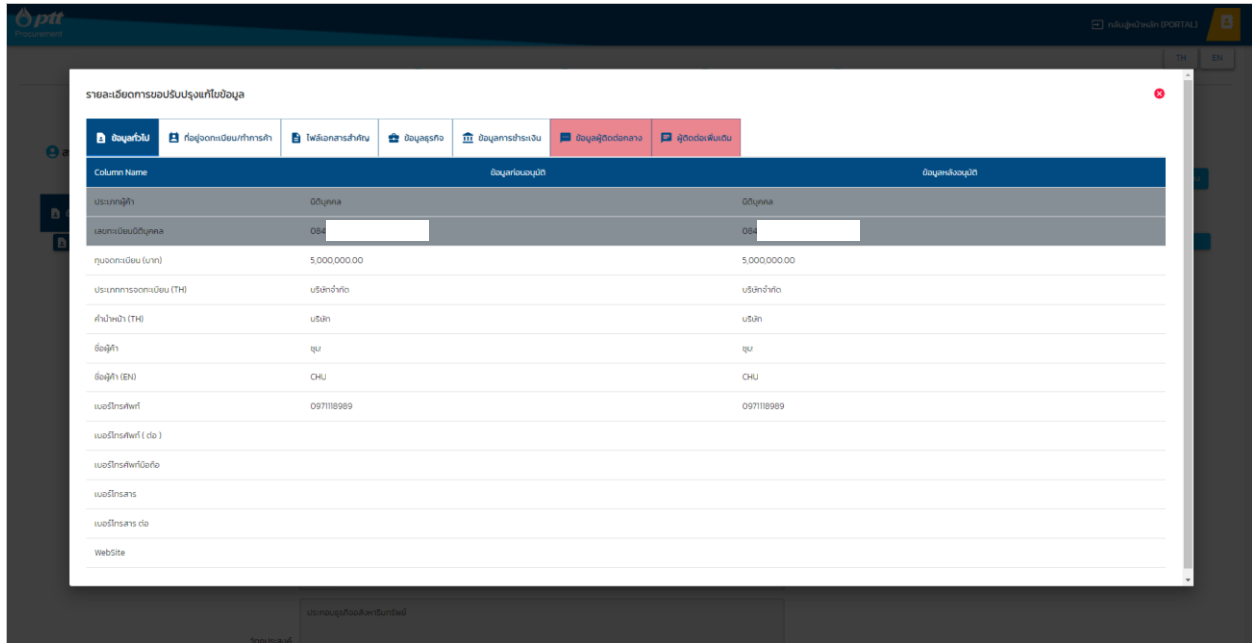 ptt
Procurement
กลับสู่หน้าหลัก (PORTAL)
TH EN
รายละเอียดการขอปรับปรุงแก้ไขข้อมูล
ข้อมูลทั่วไป ที่อยู่จดทะเบียน/ทำการค้า ไฟล์เอกสารสำคัญ ข้อมูลธุรกิจ ข้อมูลการชำระเงิน ข้อมูลผู้ติดต่อกลาง ผู้ติดต่อเพิ่มเติม
Column Name ข้อมูลก่อนอนุมัติ ข้อมูลหลังอนุมัติ
ประเภทผู้ค้า นิติบุคคล นิติบุคคล
เลขทะเบียนนิติบุคคล 084 084
ทุนจดทะเบียน (บาท) 5,000,000.00 5,000,000.00
ประเภทการจดทะเบียน (TH) บริษัทจำกัด บริษัทจำกัด
คำนำหน้า (TH) บริษัท บริษัท
ชื่อผู้ค้า ชุบ ชุบ
ชื่อผู้ค้า (EN) CHU CHU
เบอร์โทรศัพท์ 0971118989 0971118989
เบอร์โทรศัพท์ ( ต่อ )
เบอร์โทรศัพท์มือถือ
เบอร์โทรสาร
เบอร์โทรสาร ต่อ
WebSite
ประกอบธุรกิจอสังหาริมทรัพย์
วัตถุประสงค์